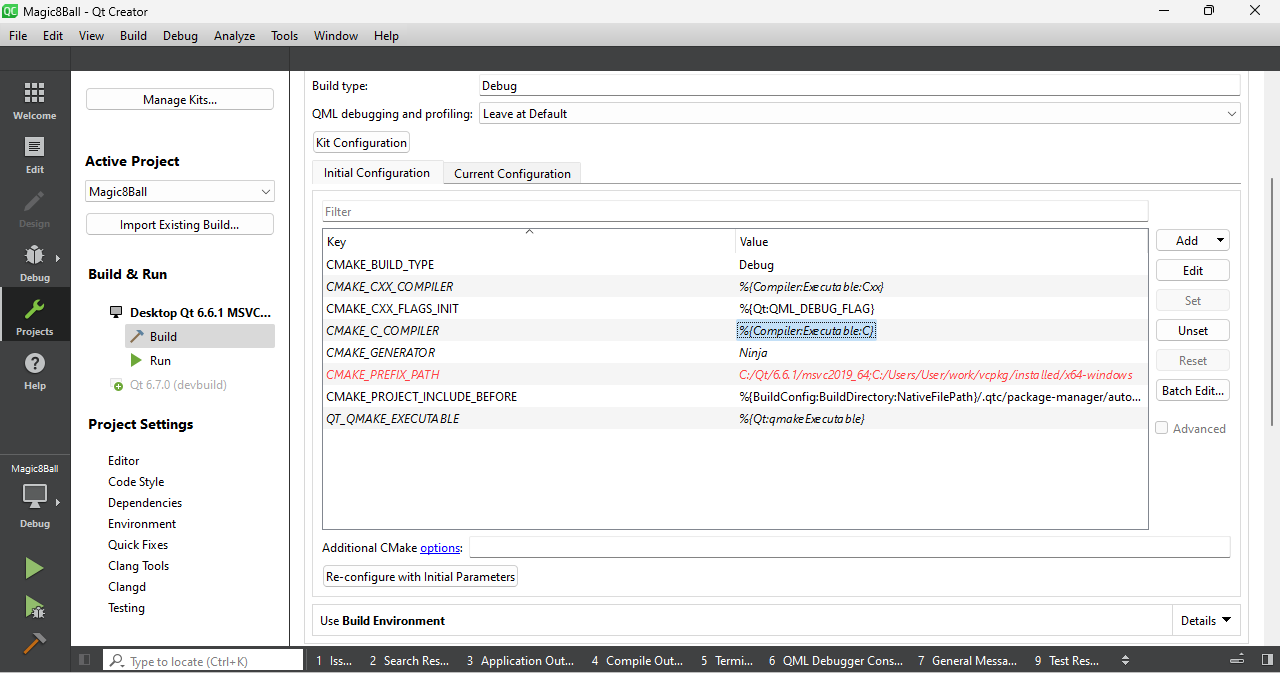 Magic8Ball - Qt Creator
File Edit View Build Debug Analyze Tools Window Help
Welcome
Edit
Design
Debug
Projects
Help
Magic8Ball
Debug
Manage Kits...
Active Project
Magic8Ball
Import Existing Build...
Build & Run
Desktop Qt 6.6.1 MSVC...
Build
Run
Qt 6.7.0 (devbuild)
Project Settings
Editor
Code Style
Dependencies
Environment
Quick Fixes
Clang Tools
Clangd
Testing
Build type: Debug
QML debugging and profiling: Leave at Default
Kit Configuration
Initial Configuration Current Configuration
Filter
Key Value
CMAKE_BUILD_TYPE Debug
CMAKE_CXX_COMPILER %{Compiler:Executable:Cxx}
CMAKE_CXX_FLAGS_INIT %{Qt:QML_DEBUG_FLAG}
CMAKE_C_COMPILER %{Compiler:Executable:C}
CMAKE_GENERATOR Ninja
CMAKE_PREFIX_PATH C:/Qt/6.6.1/msvc2019_64;C:/Users/User/work/vcpkg/installed/x64-windows
CMAKE_PROJECT_INCLUDE_BEFORE %{BuildConfig:BuildDirectory:NativeFilePath}/.qtc/package-manager/auto...
QT_QMAKE_EXECUTABLE %{Qt:qmakeExecutable}
Add
Edit
Set
Unset
Reset
Batch Edit...
Advanced
Additional CMake options:
Re-configure with Initial Parameters
Use Build Environment Details
Type to locate (Ctrl+K) 1 Iss... 2 Search Res... 3 Application Out... 4 Compile Out... 5 Termi... 6 QML Debugger Cons... 7 General Messa... 9 Test Res...